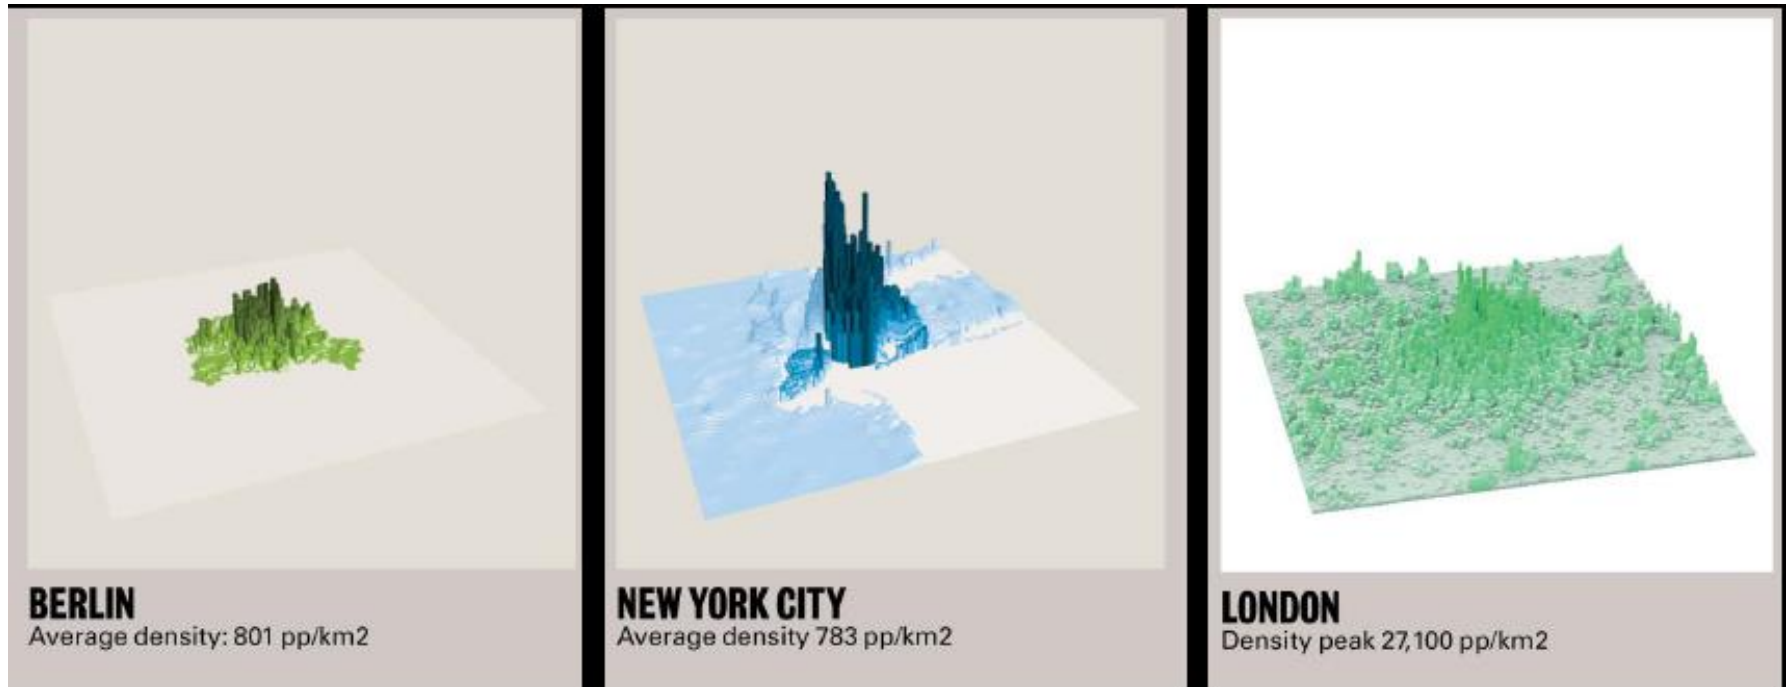 BERLIN
Average density: 801 pp/km2
NEW YORK CITY
Average density 783 pp/km2
LONDON
Density peak 27,100 pp/km2